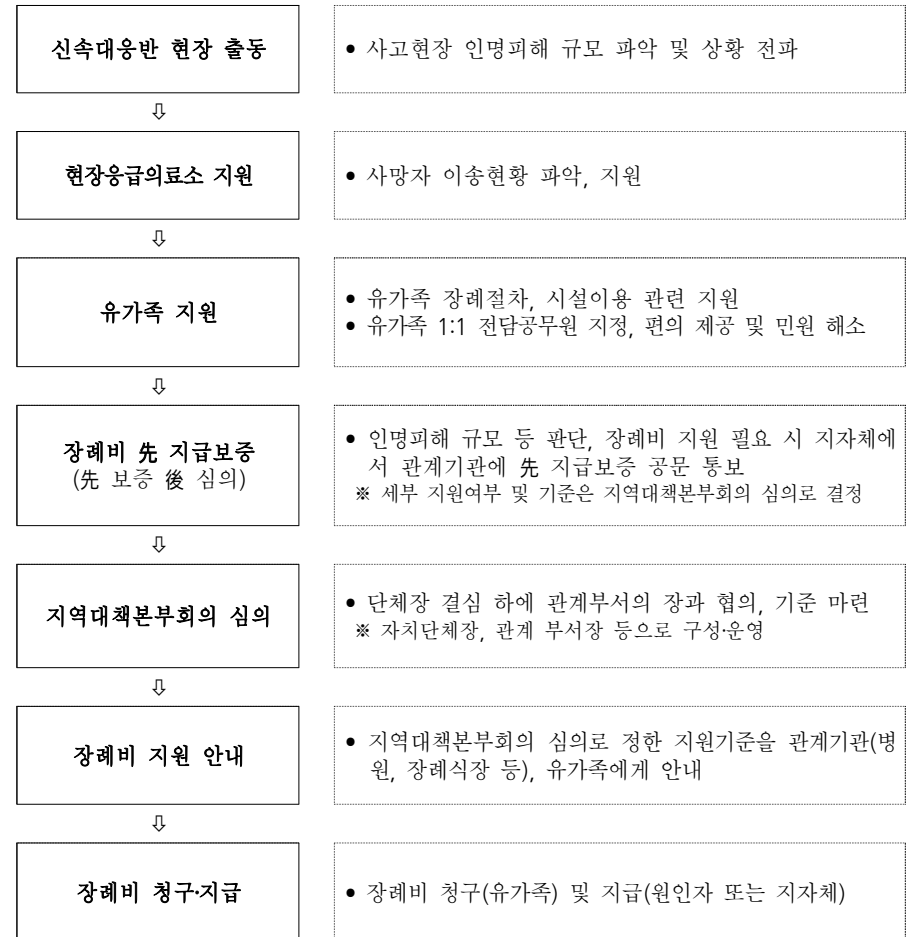 신속대응반 현장 출동
• 사고현장 인명피해 규모 파악 및 상황 전파
⇩
현장응급의료소 지원
• 사망자 이송현황 파악, 지원
⇩
유가족 지원
• 유가족 장례절차, 시설이용 관련 지원
• 유가족 1:1 전담공무원 지정, 편의 제공 및 민원 해소
⇩
장례비 先 지급보증
(先 보증 後 심의)
• 인명피해 규모 등 판단, 장례비 지원 필요 시 지자체에
서 관계기관에 先 지급보증 공문 통보
※ 세부 지원여부 및 기준은 지역대책본부회의 심의로 결정
⇩
지역대책본부회의 심의
• 단체장 결심 하에 관계부서의 장과 협의, 기준 마련
※ 자치단체장, 관계 부서장 등으로 구성·운영
⇩
장례비 지원 안내
• 지역대책본부회의 심의로 정한 지원기준을 관계기관(병
원, 장례식장 등), 유가족에게 안내
⇩
장례비 청구·지급
• 장례비 청구(유가족) 및 지급(원인자 또는 지자체)